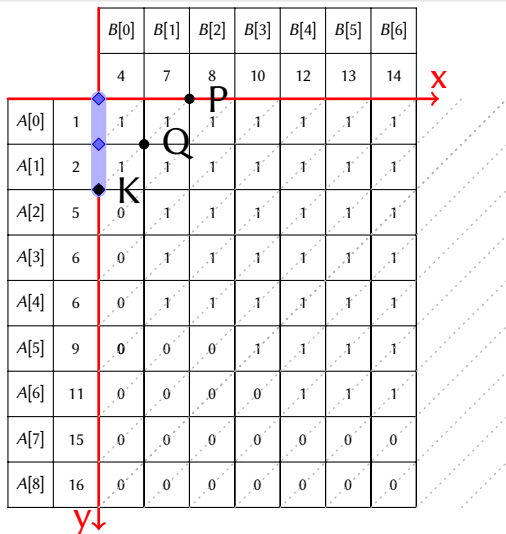 B[0] B[1] B[2] B[3] B[4] B[5] B[6]
4 7 8 10 12 13 14
x
P
A[0] 1 1 1 1 1 1 1 1
Q
A[1] 2 1 1 1 1 1 1 1
K
A[2] 5 0 1 1 1 1 1 1
A[3] 6 0 1 1 1 1 1 1
A[4] 6 0 1 1 1 1 1 1
A[5] 9 0 0 0 1 1 1 1
A[6] 11 0 0 0 0 1 1 1
A[7] 15 0 0 0 0 0 0 0
A[8] 16 0 0 0 0 0 0 0
y